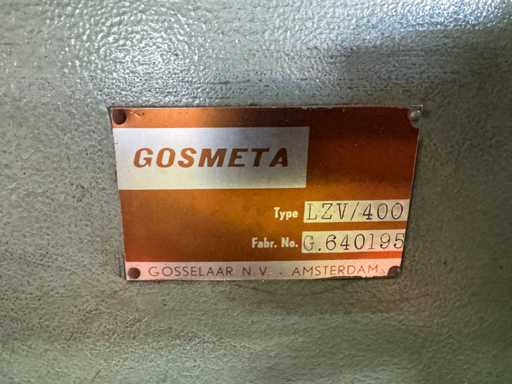 GOSMETA
Type LZV/400
Fabr. No. G.640195
GOSSELAAR N.V. - AMSTERDAM